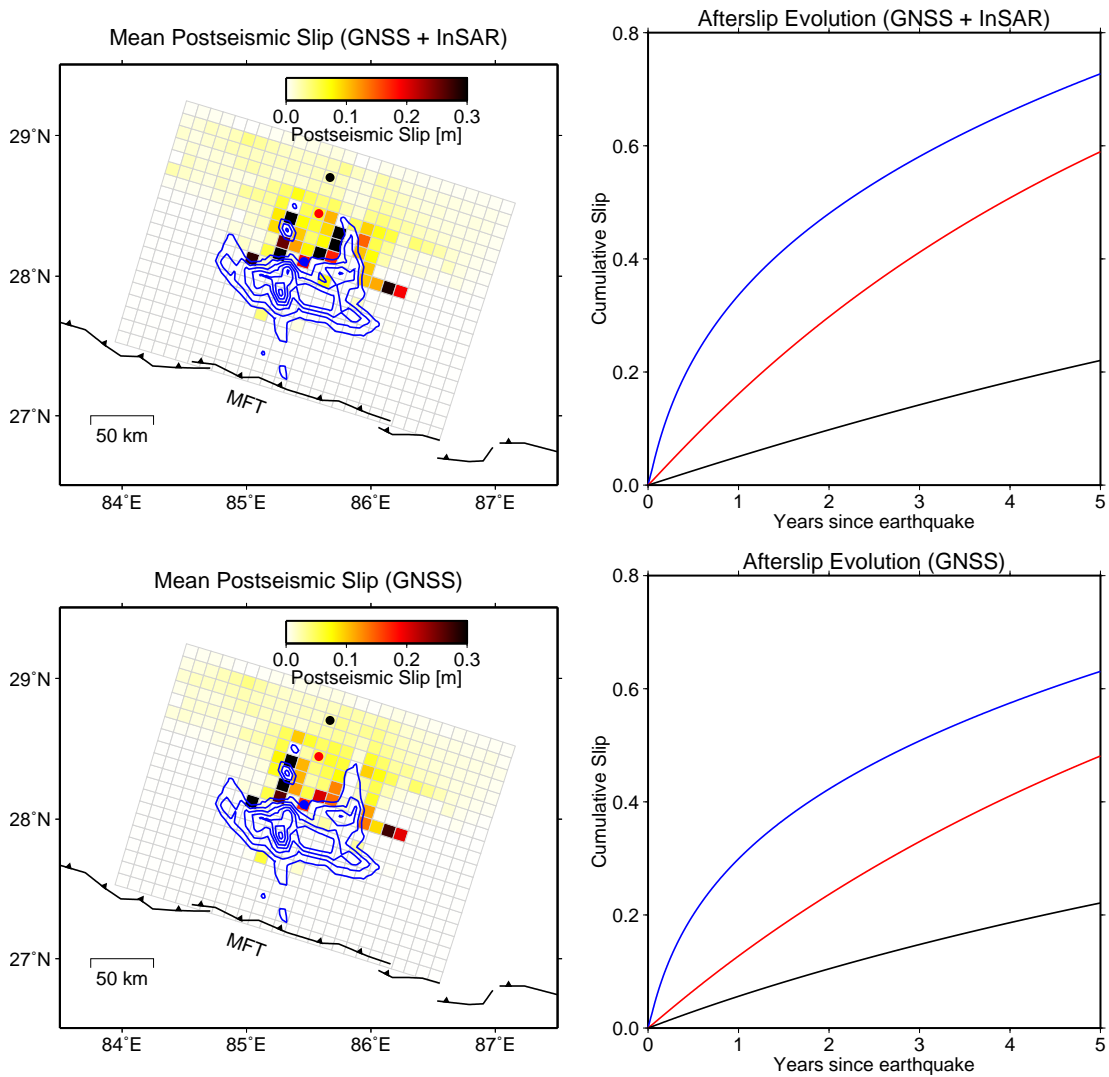 Mean Postseismic Slip (GNSS + InSAR)
0.0 0.1 0.2 0.3
Postseismic Slip [m]
29˚N
28˚N
27˚N
MFT
50 km
84˚E 85˚E 86˚E 87˚E
Afterslip Evolution (GNSS + InSAR)
0.8
0.6
0.4
0.2
0.0
Cumulative Slip
0 1 2 3 4 5
Years since earthquake
Mean Postseismic Slip (GNSS)
0.0 0.1 0.2 0.3
Postseismic Slip [m]
29˚N
28˚N
27˚N
MFT
50 km
84˚E 85˚E 86˚E 87˚E
Afterslip Evolution (GNSS)
0.8
0.6
0.4
0.2
0.0
Cumulative Slip
0 1 2 3 4 5
Years since earthquake